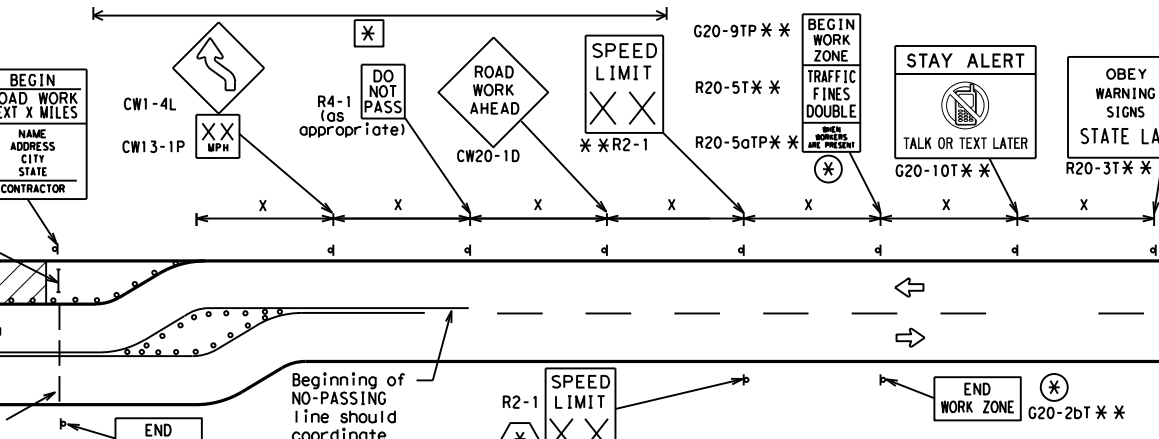 BEGIN
ROAD WORK
NEXT X MILES
NAME
ADDRESS
CITY
STATE
CONTRACTOR
CW1-4L
CW13-1P
XX
MPH
*
R4-1
(as
appropriate)
DO
NOT
PASS
ROAD
WORK
AHEAD
CW20-1D
SPEED
LIMIT
X X
**R2-1
G20-9TP**
R20-5T**
R20-5aTP**
BEGIN
WORK
ZONE
TRAFFIC
FINES
DOUBLE
WHEN
WORKERS
ARE PRESENT
*
STAY ALERT
TALK OR TEXT LATER
G20-10T**
OBEY
WARNING
SIGNS
STATE LA
R20-3T**
X X X X X X X
Beginning of
NO-PASSING
line should
coordinate
R2-1
*
SPEED
LIMIT
XX
END
WORK ZONE
*
G20-2bT**
END